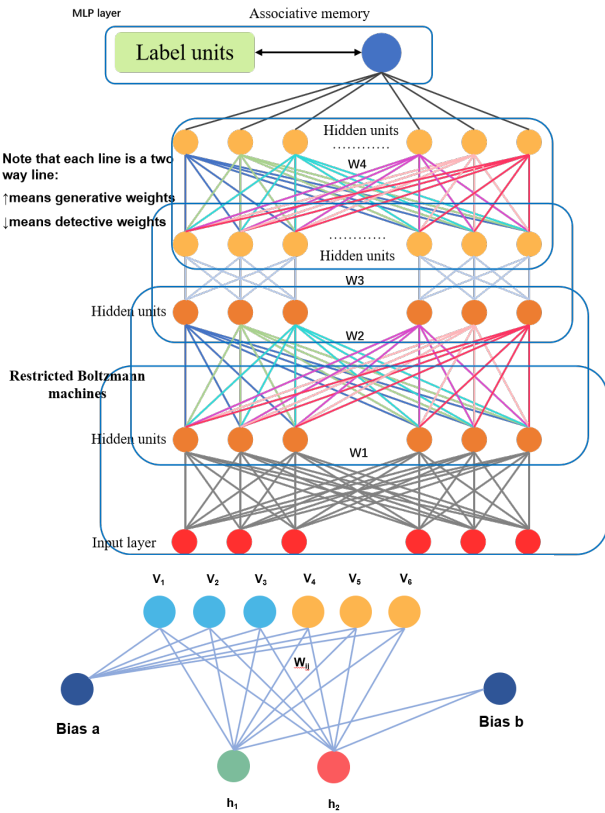 MLP layer
Associative memory
Label units
Hidden units
............
W4
Note that each line is a two
way line:
↑means generative weights
↓means detective weights
............
Hidden units
W3
Hidden units
W2
Restricted Boltzmann
machines
Hidden units
W1
Input layer
V1 V2 V3 V4 V5 V6
Wij
Bias a
Bias b
h1 h2